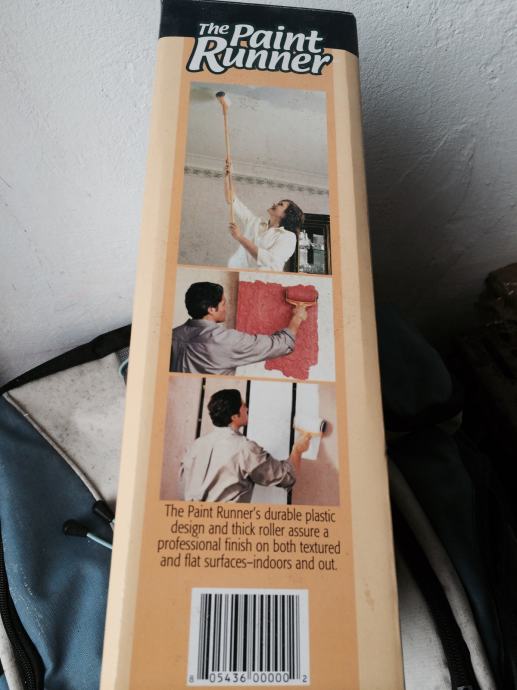 The Paint
Runner
The Paint Runner's durable plastic
design and thick roller assure a
professional finish on both textured
and flat surfaces–indoors and out.
8 05436 00000 2